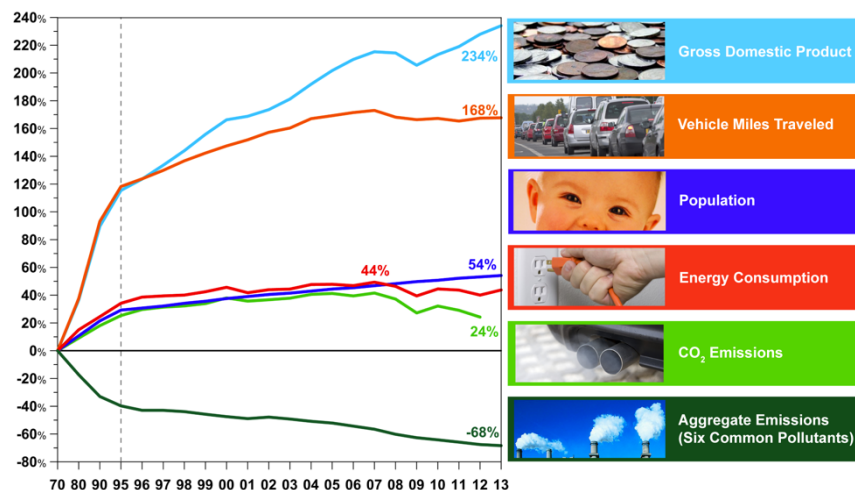 240%
220%
200%
180%
160%
140%
120%
100%
80%
60%
40%
20%
0%
-20%
-40%
-60%
-80%
234%
168%
44%
54%
24%
-68%
70 80 90 95 96 97 98 99 00 01 02 03 04 05 06 07 08 09 10 11 12 13
Gross Domestic Product
Vehicle Miles Traveled
Population
Energy Consumption
CO₂ Emissions
Aggregate Emissions
(Six Common Pollutants)